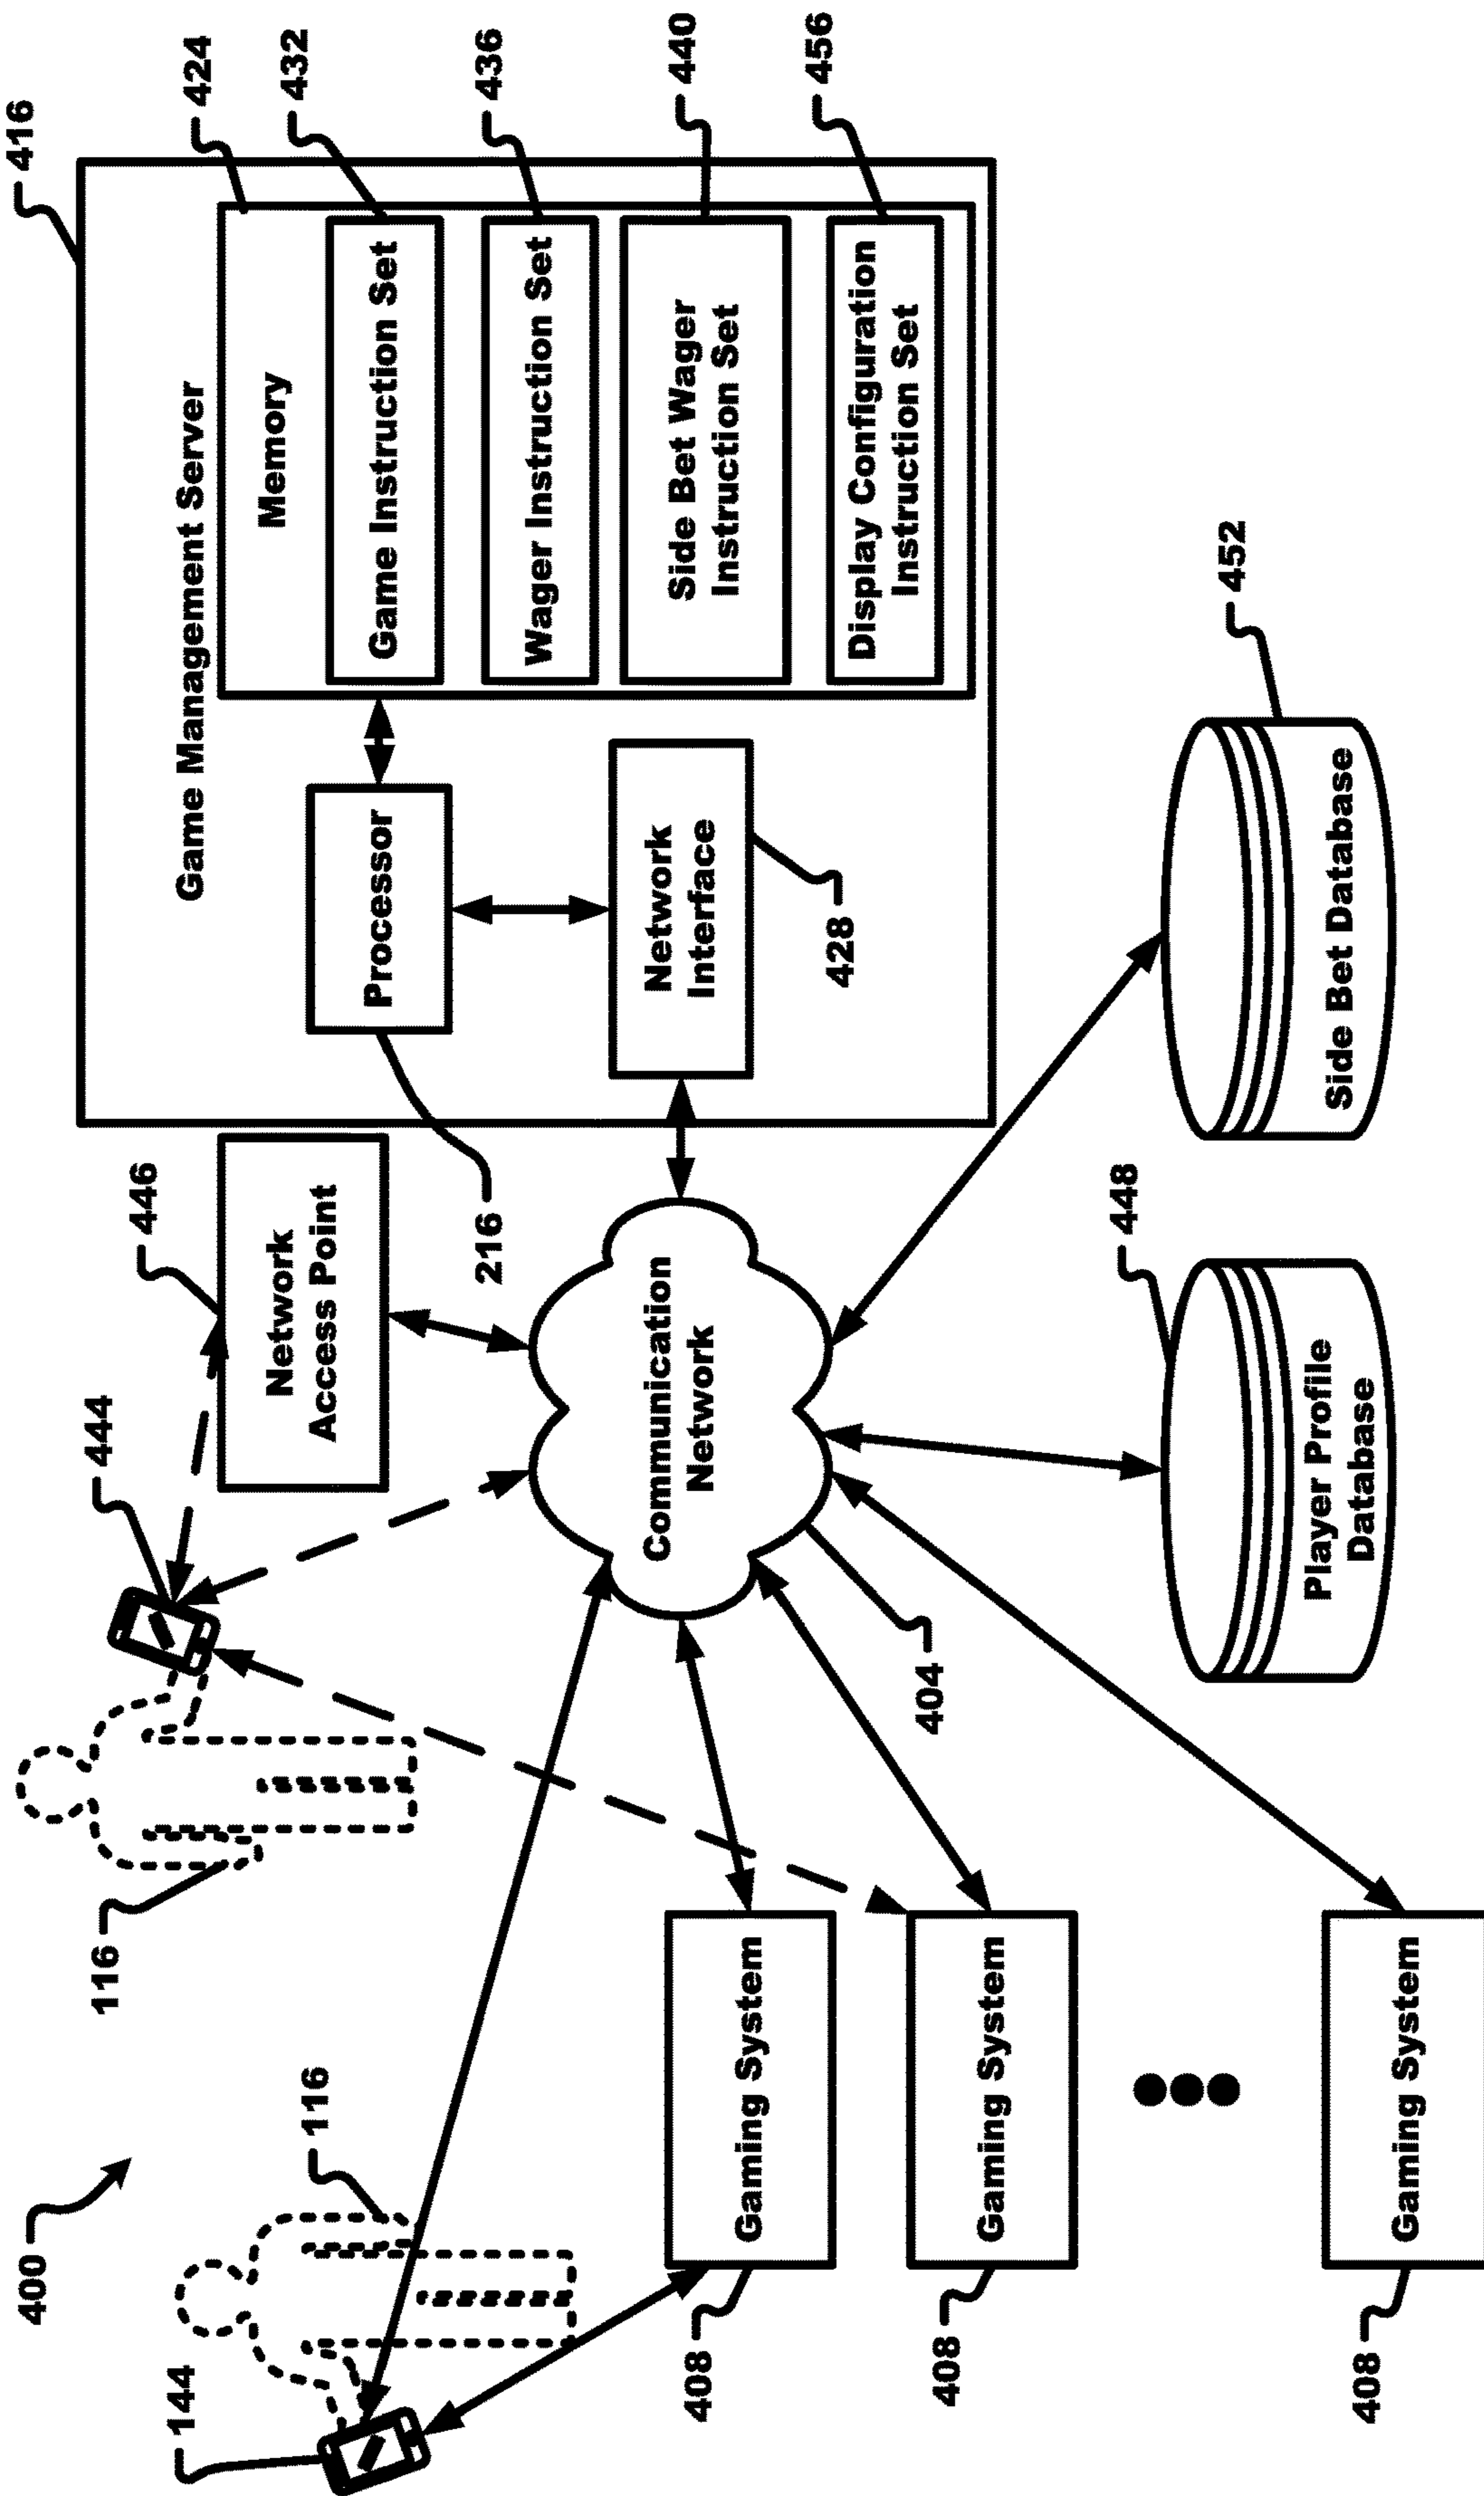 400
144
116
116
444
446
416
Game Management Server
424
Memory
432
Game Instruction Set
436
Wager Instruction Set
440
Side Bet Wager
Instruction Set
456
Display Configuration
Instruction Set
Processor
216
Network
Interface
428
Network
Access Point
Communication
Network
404
Gaming System
408
Gaming System
408
Gaming System
408
448
Player Profile
Database
452
Side Bet Database